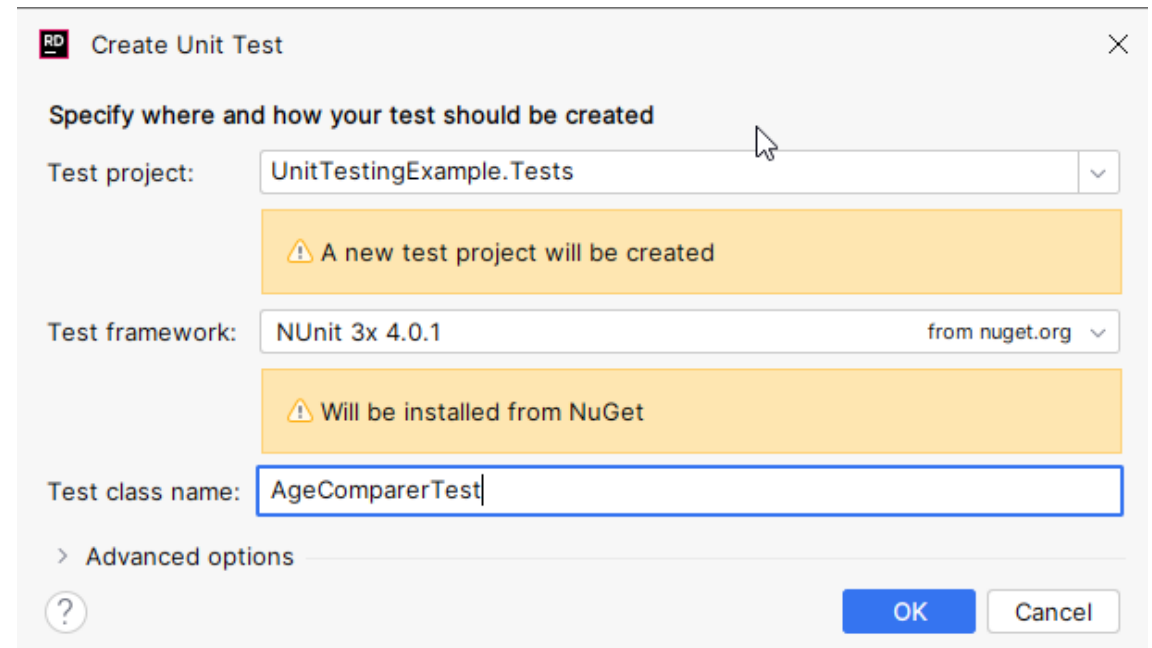 RD
Create Unit Test
Specify where and how your test should be created
Test project: UnitTestingExample.Tests
A new test project will be created
Test framework: NUnit 3x 4.0.1 from nuget.org
Will be installed from NuGet
Test class name: AgeComparerTest
Advanced options
? OK Cancel